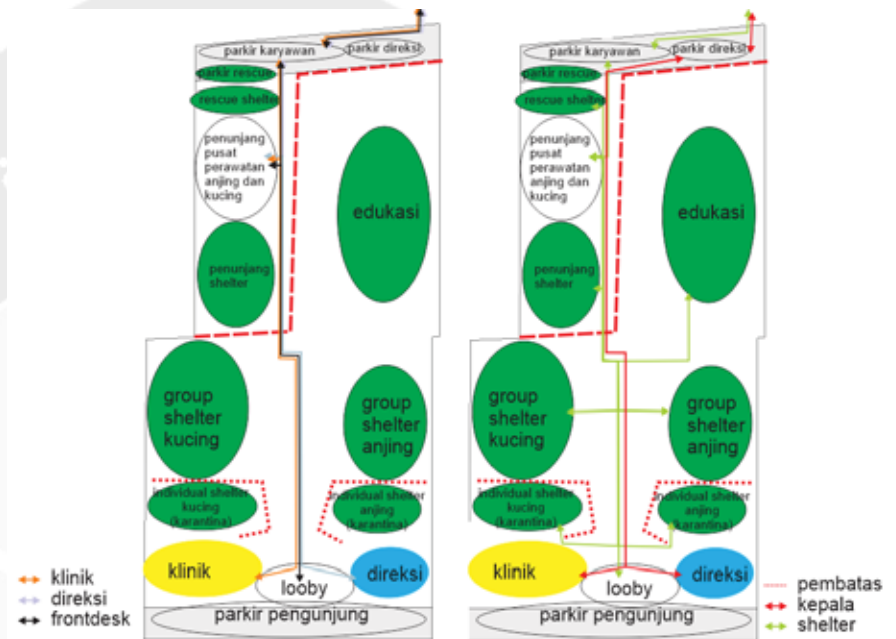 parkir karyawan
parkir direksi
parkir rescue
rescue shelter
penunjang
pusat
perawatan
anjing dan
kucing
edukasi
penunjang
shelter
group
shelter
kucing
group
shelter
anjing
individual shelter
kucing
(karantina)
individual shelter
anjing
(karantina)
klinik
looby
direksi
parkir pengunjung
klinik
direksi
frontdesk
parkir karyawan
parkir direksi
parkir rescue
rescue shelter
penunjang
pusat
perawatan
anjing dan
kucing
edukasi
penunjang
shelter
group
shelter
kucing
group
shelter
anjing
individual shelter
kucing
(karantina)
individual shelter
anjing
(karantina)
klinik
looby
direksi
parkir pengunjung
pembatas
kepala
shelter